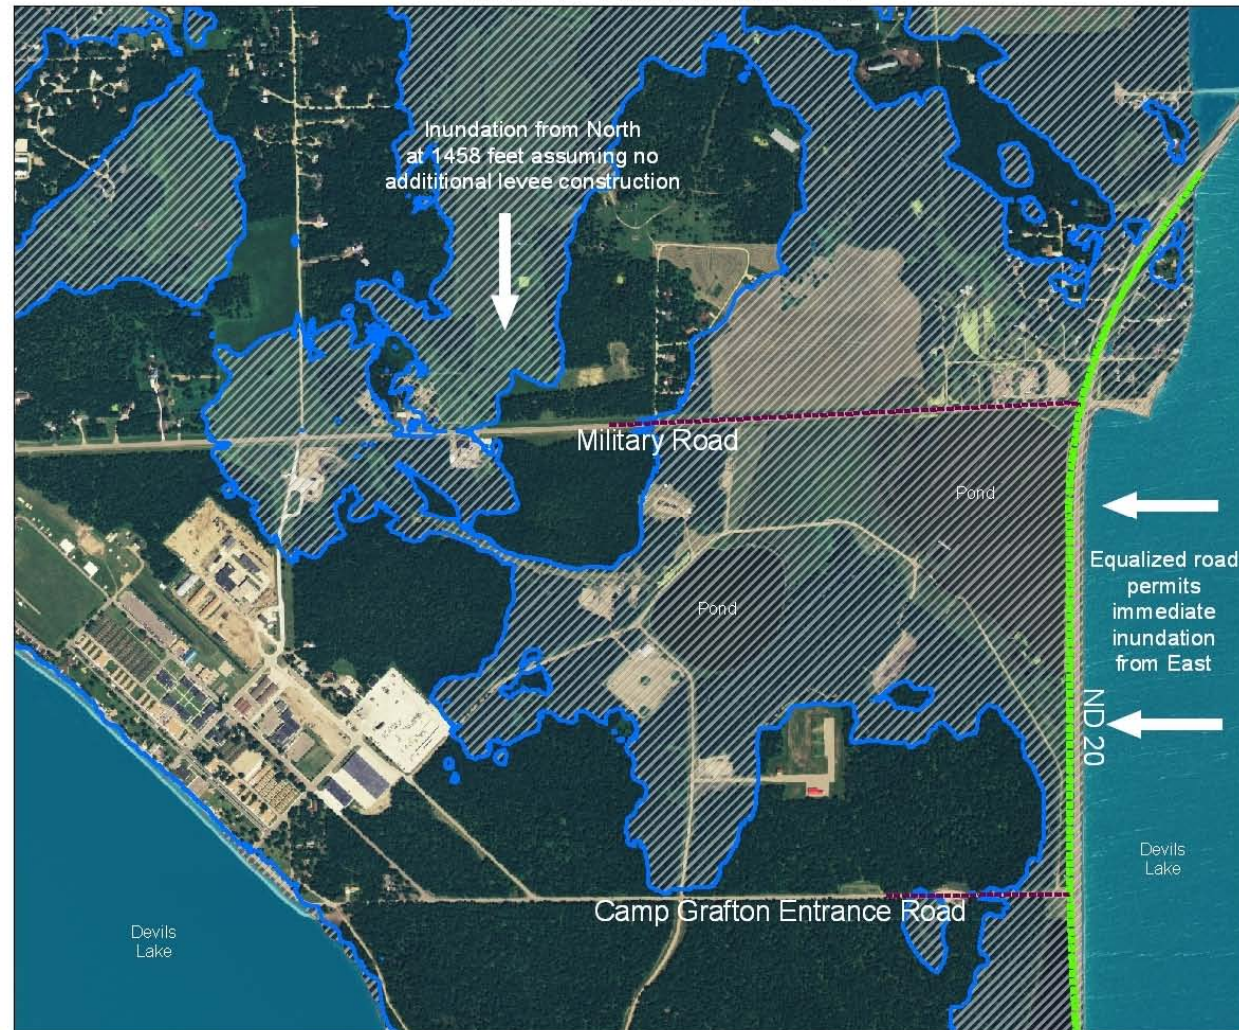 Inundation from North
at 1458 feet assuming no
addititional levee construction
Military Road
Pond
Pond
Equalized road
permits
immediate
inundation
from East
ND 20
Devils
Lake
Camp Grafton Entrance Road
Devils
Lake